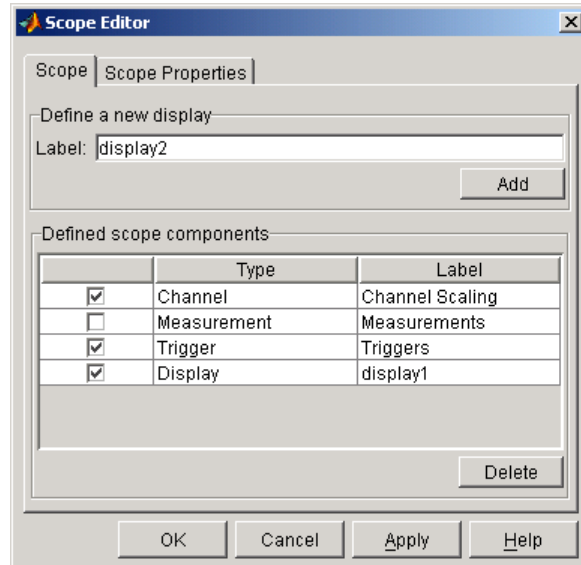 Scope Editor
Scope Scope Properties
Define a new display
Label: display2
Add
Defined scope components
Type Label
Channel Channel Scaling
Measurement Measurements
Trigger Triggers
Display display1
Delete
OK Cancel Apply Help